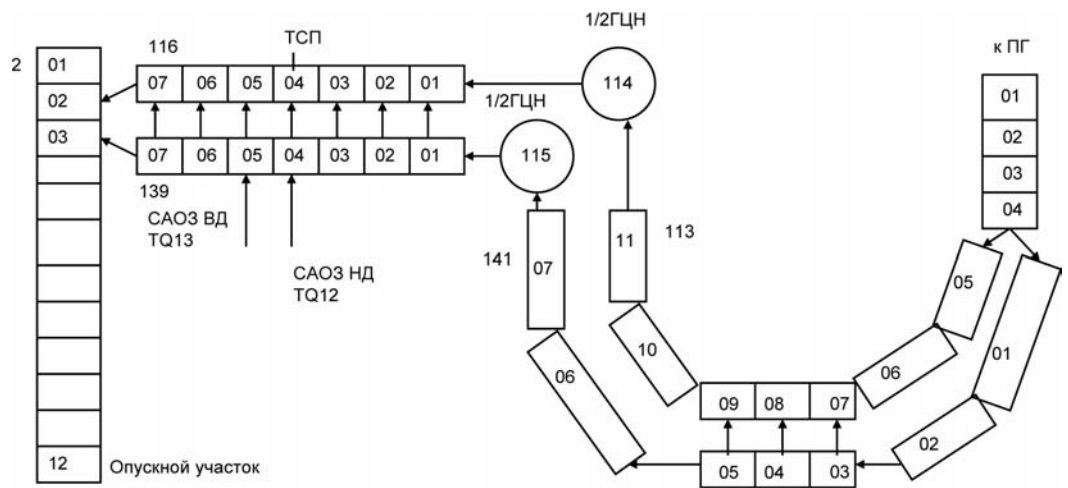 1/2ГЦН
ТСП
к ПГ
116
2
01
07 06 05 04 03 02 01
114
02
1/2ГЦН
01
03
07 06 05 04 03 02 01
115
02
03
139
04
САОЗ ВД
TQ13
11
113
141
07
САОЗ НД
TQ12
05
10
01
06
06
09 08 07
02
12
Опускной участок
05 04 03